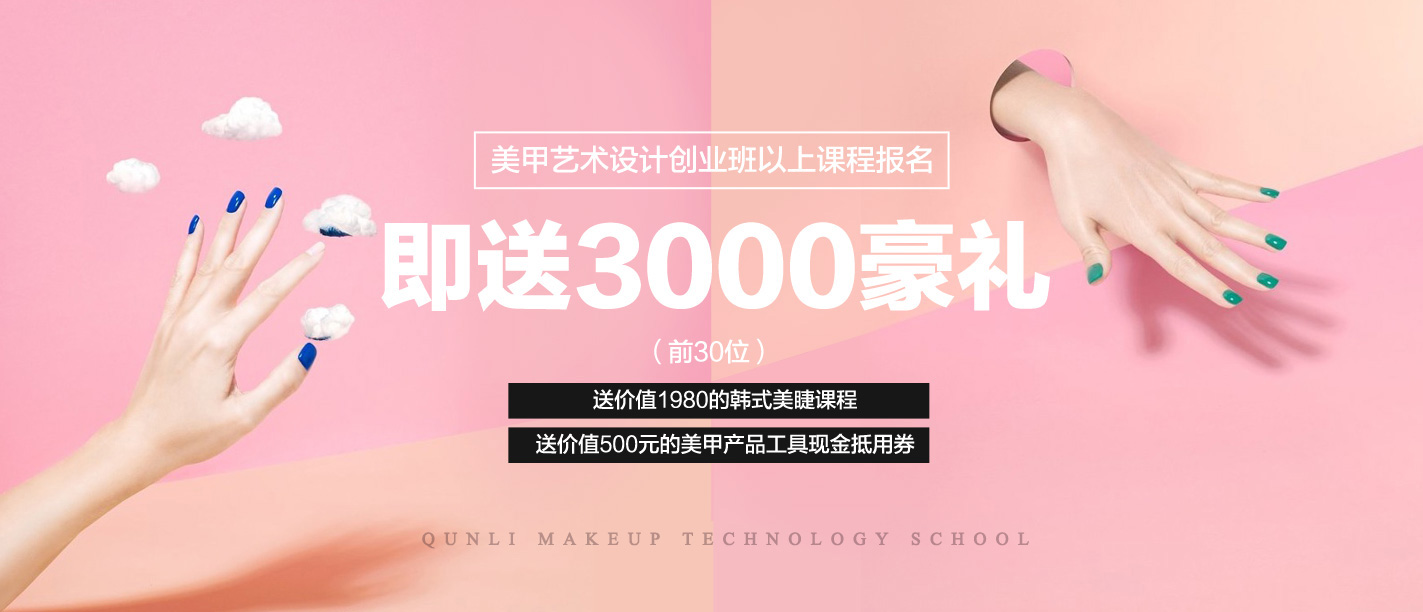 美甲艺术设计创业班以上课程报名
即送3000豪礼
（前30位）
送价值1980的韩式美睫课程
送价值500元的美甲产品工具现金抵用券
QUNLI MAKEUP TECHNOLOGY SCHOOL